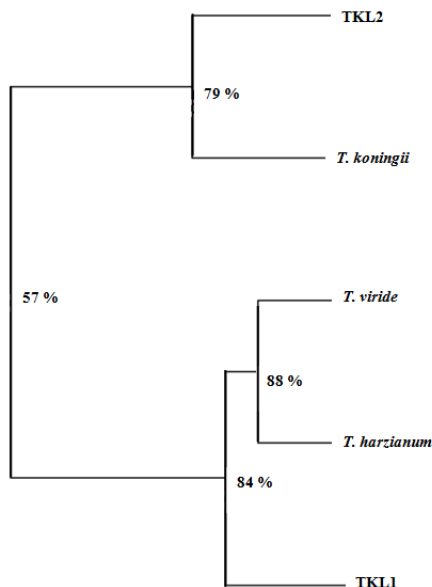 TKL2
79 %
T. koningii
57 %
T. viride
88 %
T. harzianum
84 %
TKL1